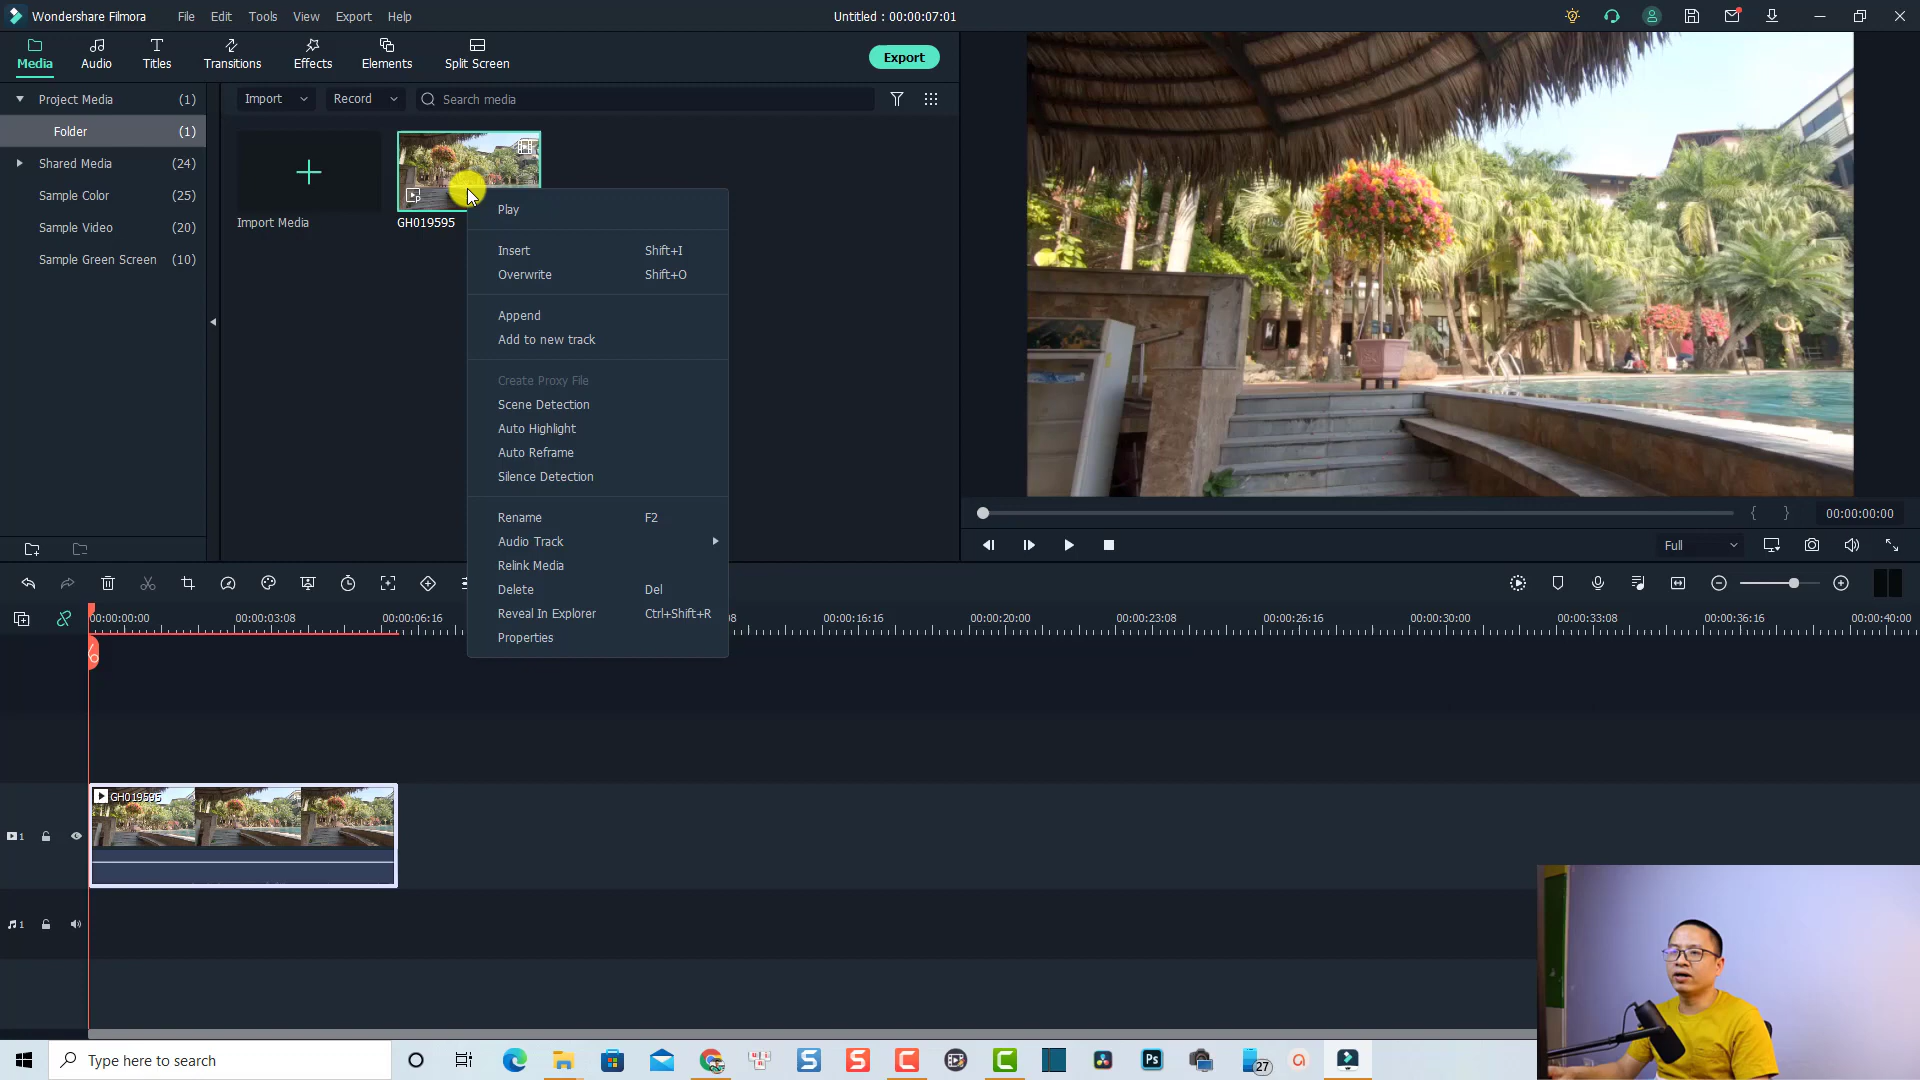 Wondershare Filmora File Edit Tools View Export Help Untitled : 00:00:07:01
Media Audio Titles Transitions Effects Elements Split Screen Export
Project Media (1)
Folder (1)
Shared Media (24)
Sample Color (25)
Sample Video (20)
Sample Green Screen (10)
Import Record Search media
Import Media GH019595
Play
Insert Shift+I
Overwrite Shift+O
Append
Add to new track
Create Proxy File
Scene Detection
Auto Highlight
Auto Reframe
Silence Detection
Rename F2
Audio Track
Relink Media
Delete Del
Reveal In Explorer Ctrl+Shift+R
Properties
{ } 00:00:00:00
Full
00:00:00:00 00:00:03:08 00:00:06:16 :08 00:00:16:16 00:00:20:00 00:00:23:08 00:00:26:16 00:00:30:00 00:00:33:08 00:00:36:16 00:00:40:00
GH019595
1
1
Type here to search
S S C C Ps 27